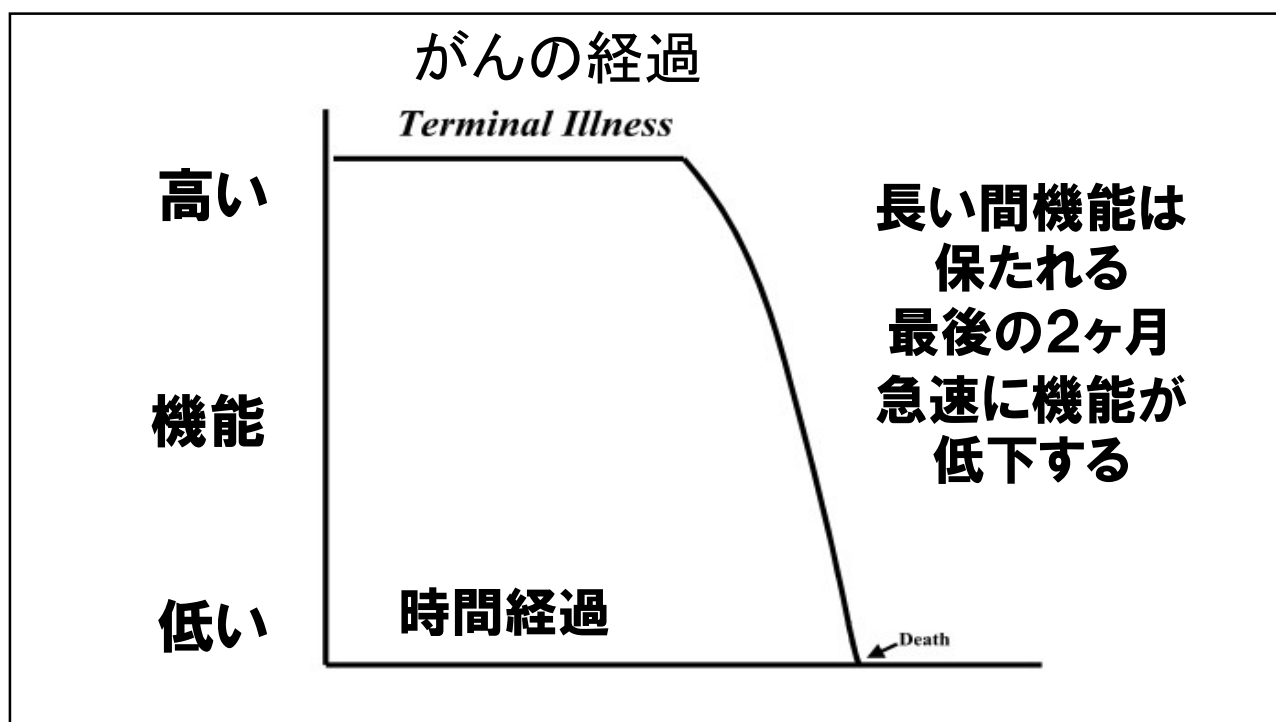 がんの経過
Terminal Illness
高い
機能
低い
時間経過
Death
長い間機能は
保たれる
最後の2ヶ月
急速に機能が
低下する